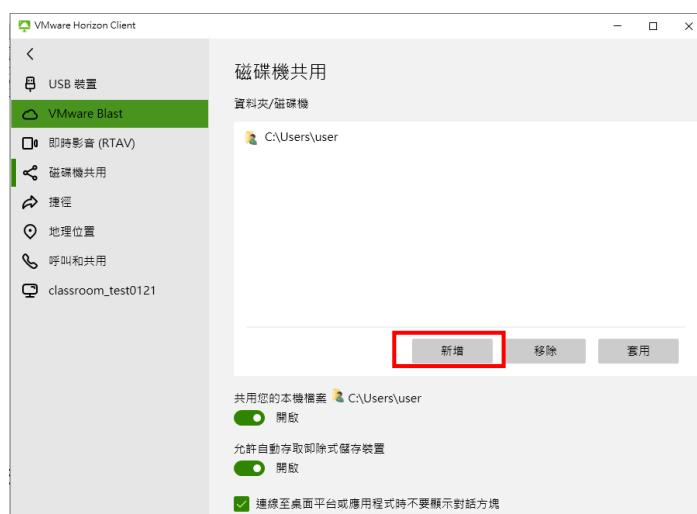 VMware Horizon Client
USB 裝置
VMware Blast
即時影音 (RTAV)
磁碟機共用
捷徑
地理位置
呼叫和共用
classroom_test0121
磁碟機共用
資料夾/磁碟機
C:\Users\user
新增
移除
套用
共用您的本機檔案 C:\Users\user
開啟
允許自動存取卸除式儲存裝置
開啟
連線至桌面平台或應用程式時不要顯示對話方塊